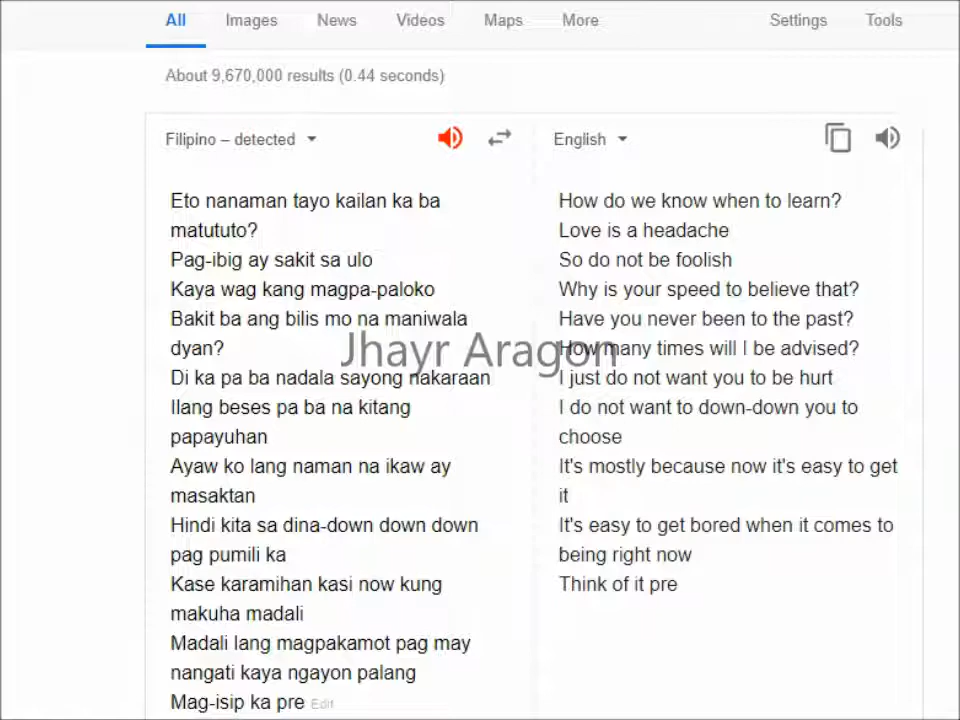 All Images News Videos Maps More Settings Tools
About 9,670,000 results (0.44 seconds)
Filipino – detected
English
Eto nanaman tayo kailan ka ba
matututo?
Pag-ibig ay sakit sa ulo
Kaya wag kang magpa-paloko
Bakit ba ang bilis mo na maniwala
dyan?
Di ka pa ba nadala sayong nakaraan
Ilang beses pa ba na kitang
papayuhan
Ayaw ko lang naman na ikaw ay
masaktan
Hindi kita sa dina-down down down
pag pumili ka
Kase karamihan kasi now kung
makuha madali
Madali lang magpakamot pag may
nangati kaya ngayon palang
Mag-isip ka pre Edit
How do we know when to learn?
Love is a headache
So do not be foolish
Why is your speed to believe that?
Have you never been to the past?
How many times will I be advised?
I just do not want you to be hurt
I do not want to down-down you to
choose
It's mostly because now it's easy to get
it
It's easy to get bored when it comes to
being right now
Think of it pre
Jhayr Aragon